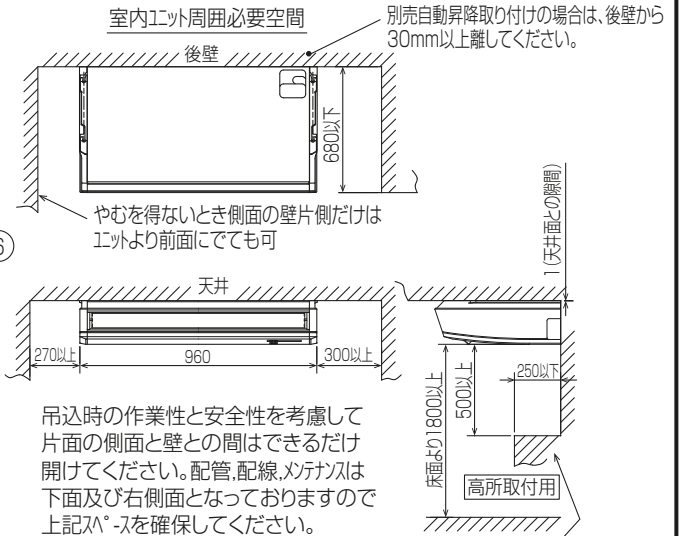 室内ﾕﾆｯﾄ周囲必要空間
別売自動昇降取り付けの場合は、後壁から
30mm以上離してください。
後壁
680以下
やむを得ないとき側面の壁片側だけは
ﾕﾆｯﾄより前面にでても可
1(天井面との隙間)
天井
270以上
960
300以上
床面より1800以上
500以上
250以下
高所取付用
吊込時の作業性と安全性を考慮して
片面の側面と壁との間はできるだけ
開けてください。配管,配線,ﾒﾝﾃﾅﾝｽは
下面及び右側面となっておりますので
上記ｽﾍﾟ-ｽを確保してください。